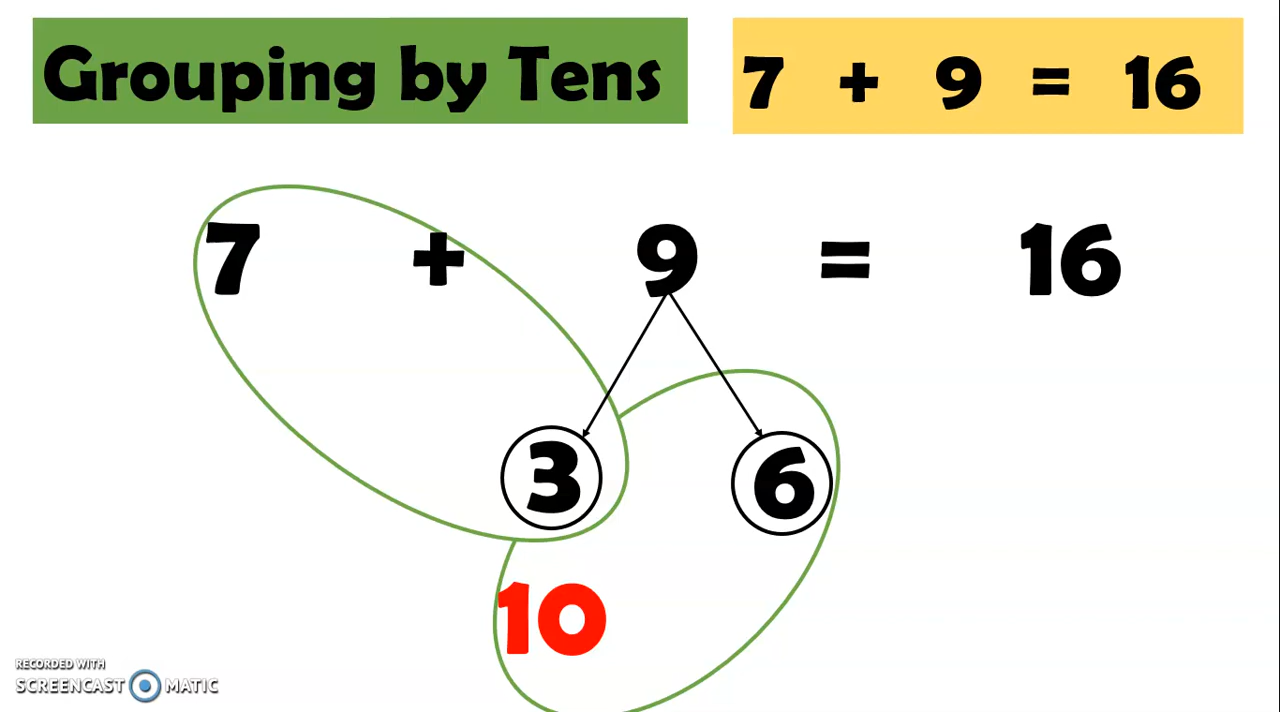 Grouping by Tens
7 + 9 = 16
7 + 9 = 16
3 6
10
RECORDED WITH
SCREENCAST MATIC